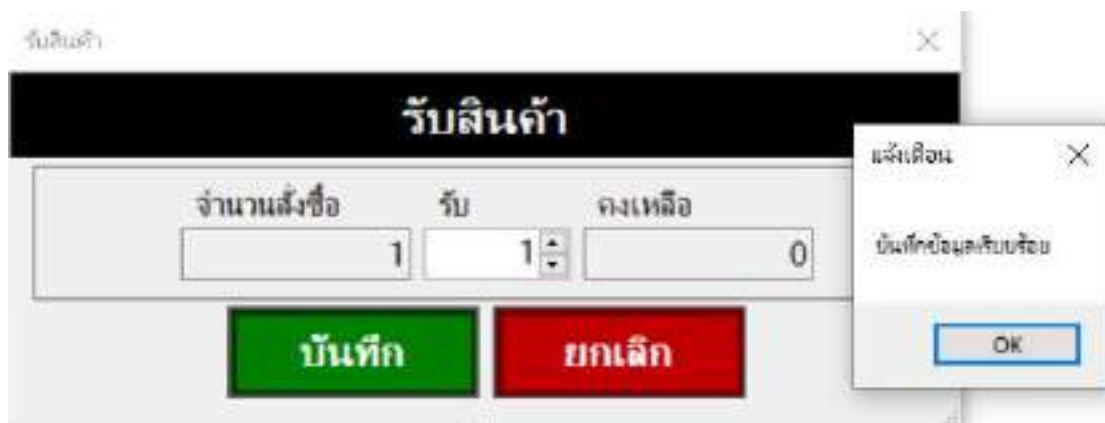 รับสินค้า
รับสินค้า
จำนวนสั่งซื้อ รับ คงเหลือ
1 1 0
บันทึก ยกเลิก
แจ้งเตือน
บันทึกข้อมูลเรียบร้อย
OK